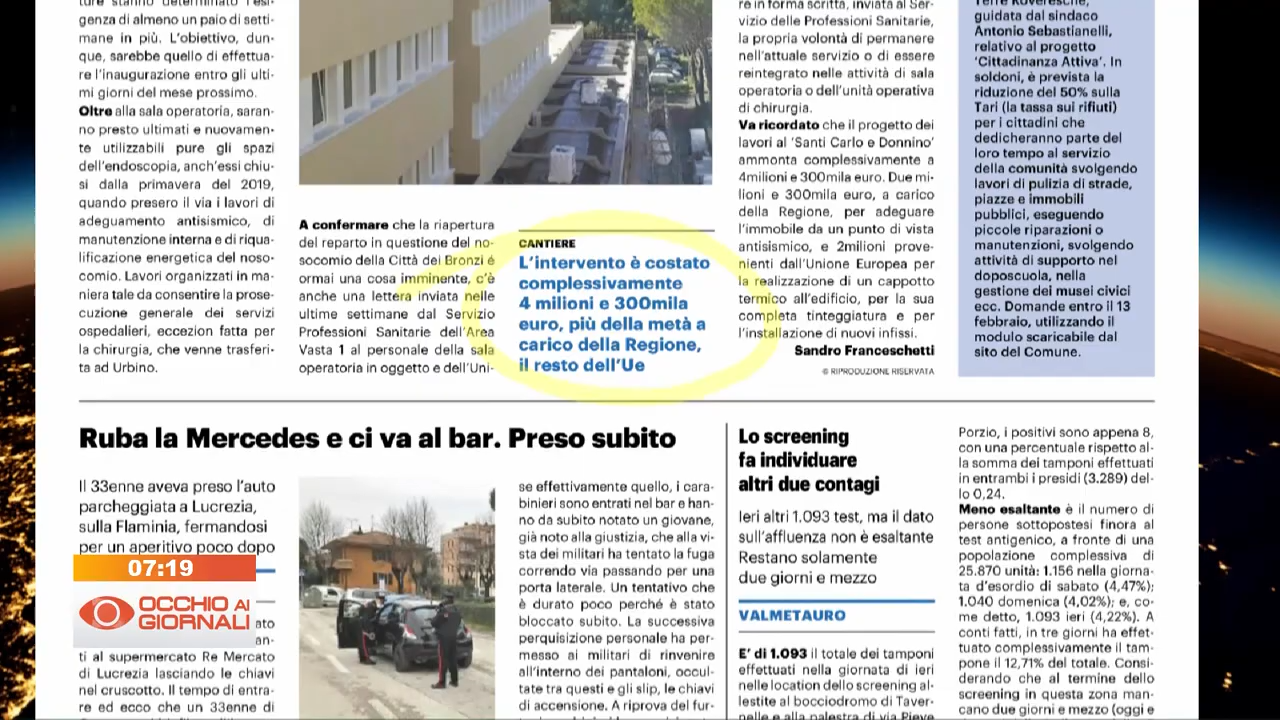 ture stanno determinato l'esi-
genza di almeno un paio di setti-
mane in più. L'obiettivo, dun-
que, sarebbe quello di effettua-
re l'inaugurazione entro gli ulti-
mi giorni del mese prossimo.
Oltre alla sala operatoria, saran-
no presto ultimati e nuovamen-
te utilizzabili pure gli spazi
dell'endoscopia, anch'essi chiu-
si dalla primavera del 2019,
quando presero il via i lavori di
adeguamento antisismico, di
manutenzione interna e di riqua-
lificazione energetica del noso-
comio. Lavori organizzati in ma-
niera tale da consentire la prose-
cuzione generale dei servizi
ospedalieri, eccezion fatta per
la chirurgia, che venne trasferi-
ta ad Urbino.
A confermare che la riapertura
del reparto in questione del no-
socomio della Città dei Bronzi é
ormai una cosa imminente, c'è
anche una lettera inviata nelle
ultime settimane dal Servizio
Professioni Sanitarie dell'Area
Vasta 1 al personale della sala
operatoria in oggetto e dell'Uni-
CANTIERE
L'intervento è costato
complessivamente
4 milioni e 300mila
euro, più della metà a
carico della Regione,
il resto dell'Ue
re in forma scritta, inviata al Ser-
vizio delle Professioni Sanitarie,
la propria volontà di permanere
nell'attuale servizio o di essere
reintegrato nelle attività di sala
operatoria o dell'unità operativa
di chirurgia.
Va ricordato che il progetto dei
lavori al 'Santi Carlo e Donnino'
ammonta complessivamente a
4milioni e 300mila euro. Due mi-
lioni e 300mila euro, a carico
della Regione, per adeguare
l'immobile da un punto di vista
antisismico, e 2milioni prove-
nienti dall'Unione Europea per
la realizzazione di un cappotto
termico all'edificio, per la sua
completa tinteggiatura e per
l'installazione di nuovi infissi.
Sandro Franceschetti
© RIPRODUZIONE RISERVATA
Terre Roveresche,
guidata dal sindaco
Antonio Sebastianelli,
relativo al progetto
'Cittadinanza Attiva'. In
soldoni, è prevista la
riduzione del 50% sulla
Tari (la tassa sui rifiuti)
per i cittadini che
dedicheranno parte del
loro tempo al servizio
della comunità svolgendo
lavori di pulizia di strade,
piazze e immobili
pubblici, eseguendo
piccole riparazioni o
manutenzioni, svolgendo
attività di supporto nel
doposcuola, nella
gestione dei musei civici
ecc. Domande entro il 13
febbraio, utilizzando il
modulo scaricabile dal
sito del Comune.
Ruba la Mercedes e ci va al bar. Preso subito
Il 33enne aveva preso l'auto
parcheggiata a Lucrezia,
sulla Flaminia, fermandosi
per un aperitivo poco dopo
07:19
OCCHIO AI
GIORNALI
ato
an-
ti al supermercato Re Mercato
di Lucrezia lasciando le chiavi
nel cruscotto. Il tempo di entra-
re ed ecco che un 33enne di
se effettivamente quello, i cara-
binieri sono entrati nel bar e han-
no da subito notato un giovane,
già noto alla giustizia, che alla vi-
sta dei militari ha tentato la fuga
correndo via passando per una
porta laterale. Un tentativo che
è durato poco perché è stato
bloccato subito. La successiva
perquisizione personale ha per-
messo ai militari di rinvenire
all'interno dei pantaloni, occul-
tate tra questi e gli slip, le chiavi
di accensione. A riprova del fur-
Lo screening
fa individuare
altri due contagi
Ieri altri 1.093 test, ma il dato
sull'affluenza non è esaltante
Restano solamente
due giorni e mezzo
VALMETAURO
E' di 1.093 il totale dei tamponi
effettuati nella giornata di ieri
nelle location dello screening al-
lestite al bocciodromo di Taver-
nelle e alla palestra di via Pieve
Porzio, i positivi sono appena 8,
con una percentuale rispetto al-
la somma dei tamponi effettuati
in entrambi i presidi (3.289) del-
lo 0,24.
Meno esaltante è il numero di
persone sottopostesi finora al
test antigenico, a fronte di una
popolazione complessiva di
25.870 unità: 1.156 nella giorna-
ta d'esordio di sabato (4,47%);
1.040 domenica (4,02%); e, co-
me detto, 1.093 ieri (4,22%). A
conti fatti, in tre giorni ha effet-
tuato complessivamente il tam-
pone il 12,71% del totale. Consi-
derando che al termine dello
screening in questa zona man-
cano due giorni e mezzo (oggi e